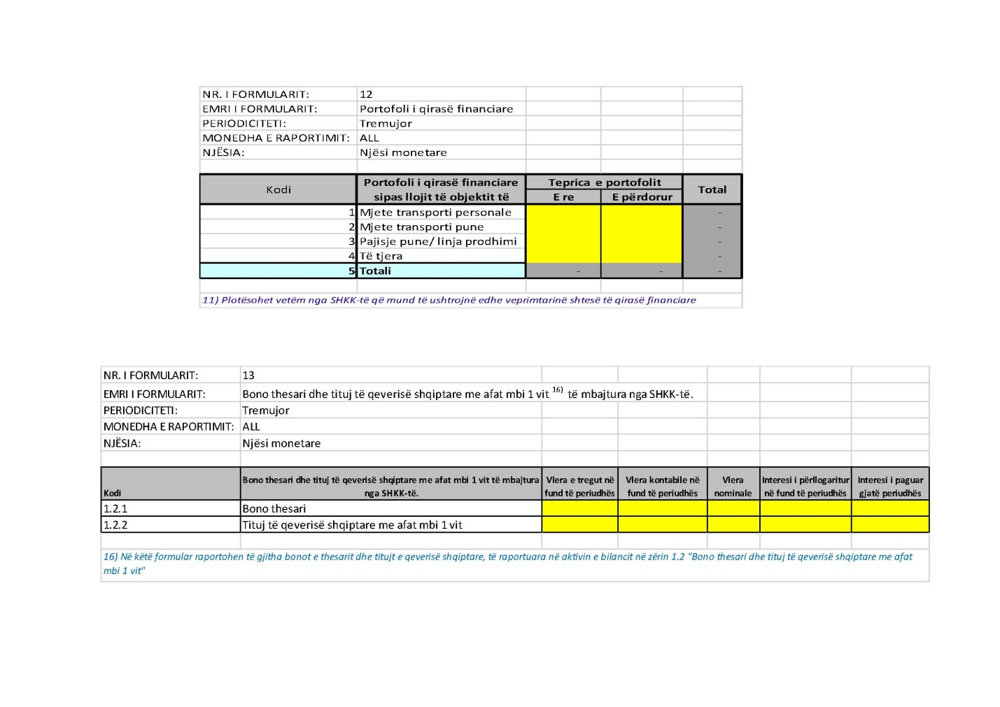 NR. I FORMULARIT: 12
EMRI I FORMULARIT: Portofoli i qirasë financiare
PERIODICITETI: Tremujor
MONEDHA E RAPORTIMIT: ALL
NJËSIA: Njësi monetare
Kodi Portofoli i qirasë financiare sipas llojit të objektit të Teprica e portofolit Total
E re E përdorur
1 Mjete transporti personale -
2 Mjete transporti pune -
3 Pajisje pune/ linja prodhimi -
4 Të tjera -
5 Totali - - -
11) Plotësohet vetëm nga SHKK-të që mund të ushtrojnë edhe veprimtarinë shtesë të qirasë financiare
NR. I FORMULARIT: 13
EMRI I FORMULARIT: Bono thesari dhe tituj të qeverisë shqiptare me afat mbi 1 vit 16) të mbajtura nga SHKK-të.
PERIODICITETI: Tremujor
MONEDHA E RAPORTIMIT: ALL
NJËSIA: Njësi monetare
Kodi Bono thesari dhe tituj të qeverisë shqiptare me afat mbi 1 vit të mbajtura nga SHKK-të. Vlera e tregut në fund të periudhës Vlera kontabile në fund të periudhës Vlera nominale Interesi i përllogaritur në fund të periudhës Interesi i paguar gjatë periudhës
1.2.1 Bono thesari
1.2.2 Tituj të qeverisë shqiptare me afat mbi 1 vit
16) Në këtë formular raportohen të gjitha bonot e thesarit dhe titujt e qeverisë shqiptare, të raportuara në aktivin e bilancit në zërin 1.2 "Bono thesari dhe tituj të qeverisë shqiptare me afat
mbi 1 vit"